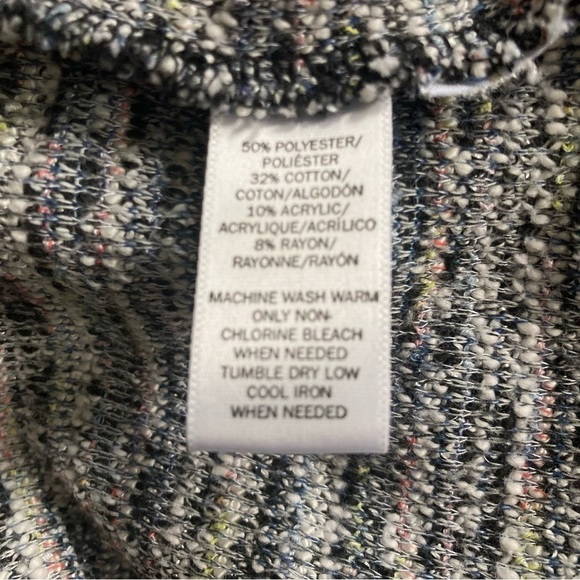 50% POLYESTER/
POLIÉSTER
32% COTTON/
COTON/ALGODÓN
10% ACRYLIC/
ACRYLIQUE/ACRÍLICO
8% RAYON/
RAYONNE/RAYÓN
MACHINE WASH WARM
ONLY NON-
CHLORINE BLEACH
WHEN NEEDED
TUMBLE DRY LOW
COOL IRON
WHEN NEEDED